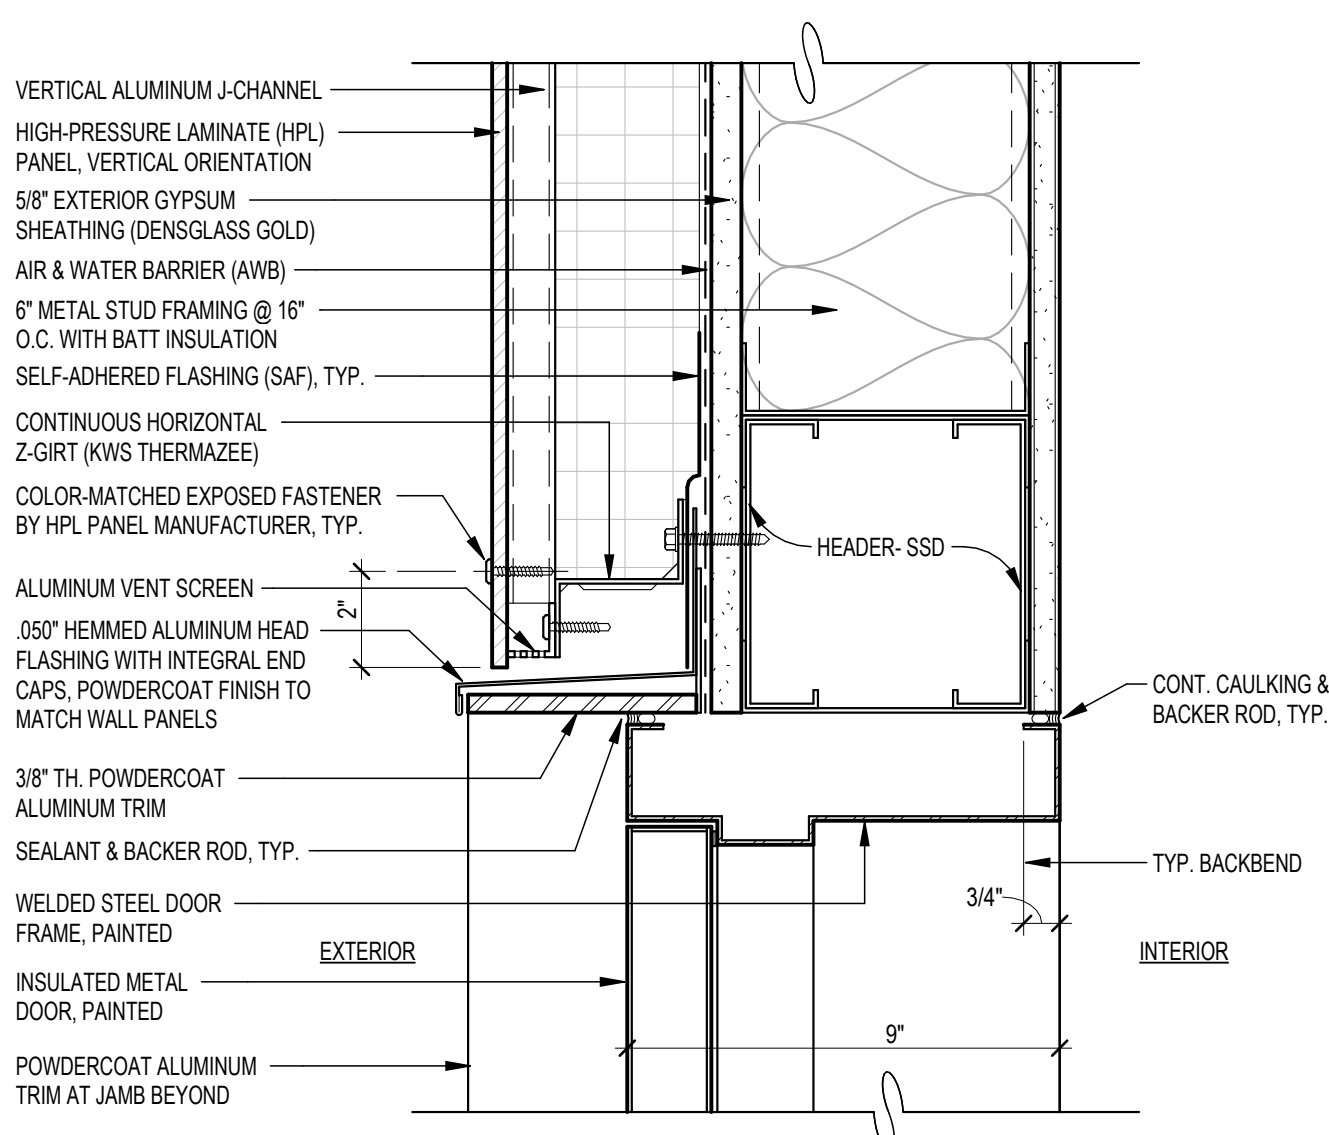 VERTICAL ALUMINUM J-CHANNEL
HIGH-PRESSURE LAMINATE (HPL)
PANEL, VERTICAL ORIENTATION
5/8" EXTERIOR GYPSUM
SHEATHING (DENSGLASS GOLD)
AIR & WATER BARRIER (AWB)
6" METAL STUD FRAMING @ 16"
O.C. WITH BATT INSULATION
SELF-ADHERED FLASHING (SAF), TYP.
CONTINUOUS HORIZONTAL
Z-GIRT (KWS THERMAZEE)
COLOR-MATCHED EXPOSED FASTENER
BY HPL PANEL MANUFACTURER, TYP.
HEADER- SSD
ALUMINUM VENT SCREEN
2"
.050" HEMMED ALUMINUM HEAD
FLASHING WITH INTEGRAL END
CAPS, POWDERCOAT FINISH TO
MATCH WALL PANELS
CONT. CAULKING &
BACKER ROD, TYP.
3/8" TH. POWDERCOAT
ALUMINUM TRIM
SEALANT & BACKER ROD, TYP.
TYP. BACKBEND
3/4"
WELDED STEEL DOOR
FRAME, PAINTED
EXTERIOR
INTERIOR
INSULATED METAL
DOOR, PAINTED
9"
POWDERCOAT ALUMINUM
TRIM AT JAMB BEYOND